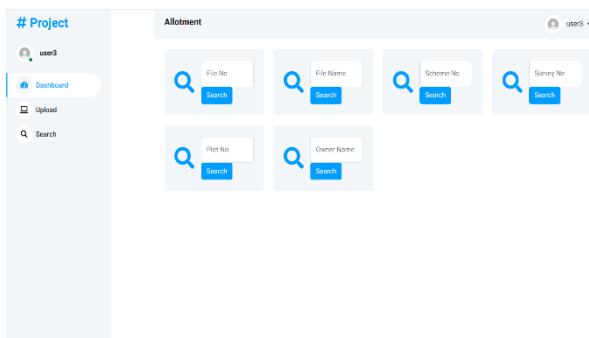 # Project
Allotment
user3
user3
Dashboard
Upload
Search
File No
Search
File Name
Search
Scheme No
Search
Survey No
Search
Plot No
Search
Owner Name
Search